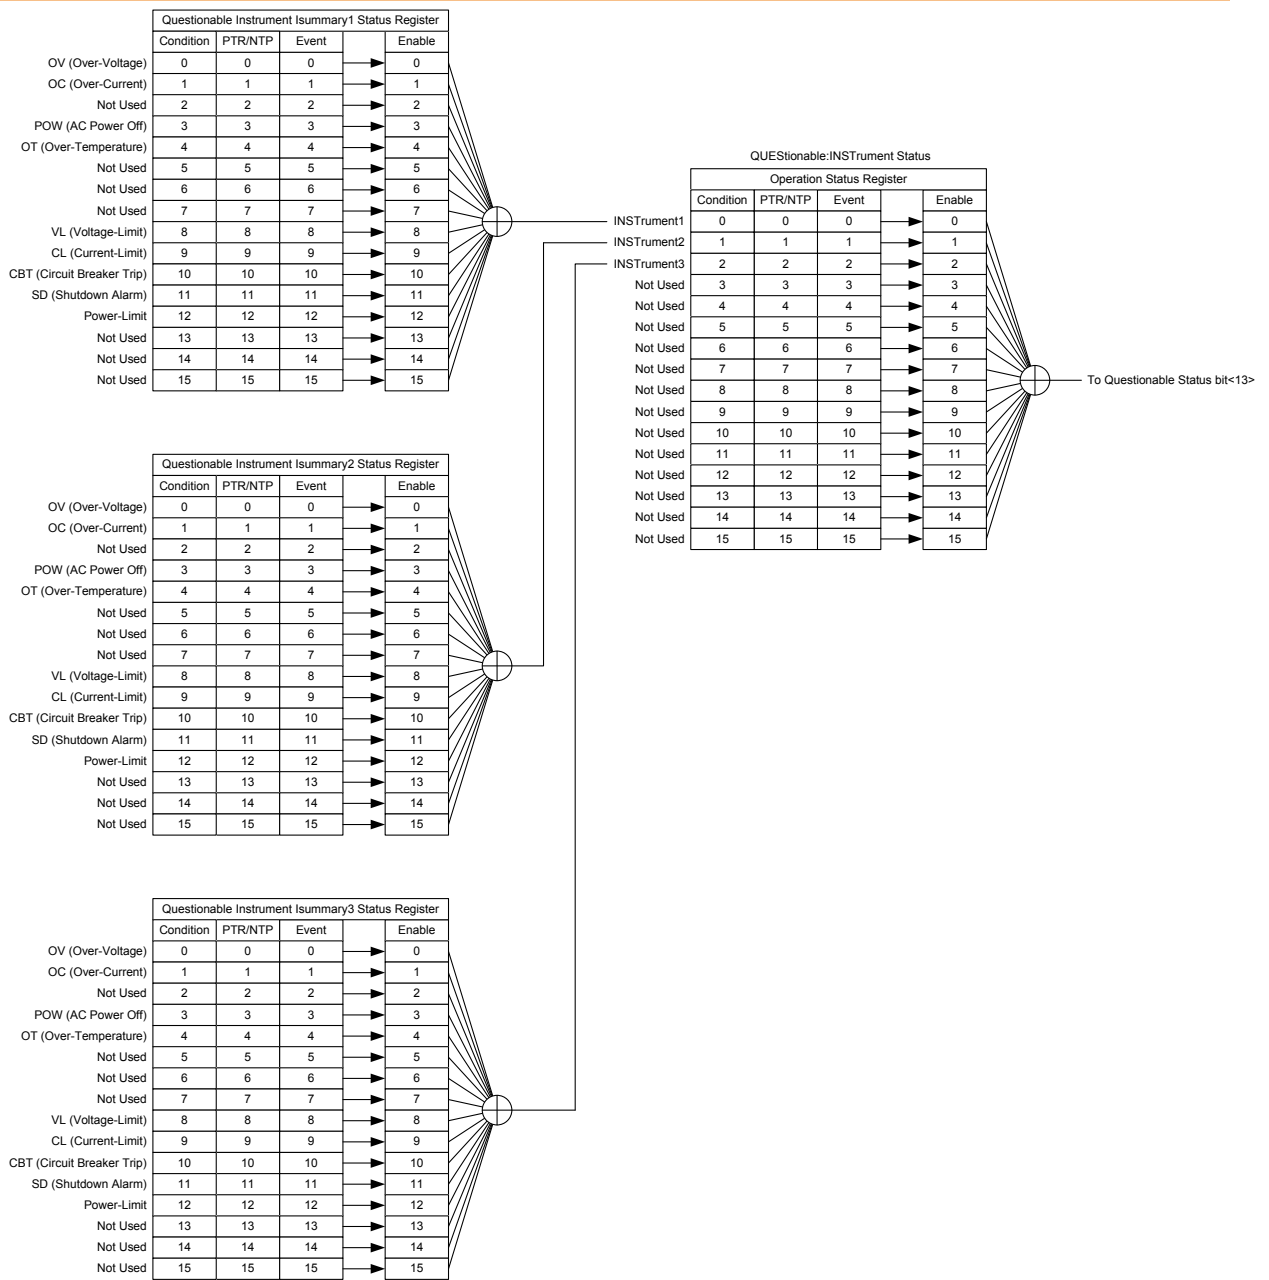 Questionable Instrument Isummary1 Status Register
Condition PTR/NTP Event Enable
OV (Over-Voltage) 0 0 0 0
OC (Over-Current) 1 1 1 1
Not Used 2 2 2 2
POW (AC Power Off) 3 3 3 3
OT (Over-Temperature) 4 4 4 4
Not Used 5 5 5 5
Not Used 6 6 6 6
Not Used 7 7 7 7
VL (Voltage-Limit) 8 8 8 8
CL (Current-Limit) 9 9 9 9
CBT (Circuit Breaker Trip) 10 10 10 10
SD (Shutdown Alarm) 11 11 11 11
Power-Limit 12 12 12 12
Not Used 13 13 13 13
Not Used 14 14 14 14
Not Used 15 15 15 15
QUEStionable:INSTrument Status
Operation Status Register
Condition PTR/NTP Event Enable
INSTrument1 0 0 0 0
INSTrument2 1 1 1 1
INSTrument3 2 2 2 2
Not Used 3 3 3 3
Not Used 4 4 4 4
Not Used 5 5 5 5
Not Used 6 6 6 6
Not Used 7 7 7 7
Not Used 8 8 8 8
Not Used 9 9 9 9
Not Used 10 10 10 10
Not Used 11 11 11 11
Not Used 12 12 12 12
Not Used 13 13 13 13
Not Used 14 14 14 14
Not Used 15 15 15 15
To Questionable Status bit<13>
Questionable Instrument Isummary2 Status Register
Condition PTR/NTP Event Enable
OV (Over-Voltage) 0 0 0 0
OC (Over-Current) 1 1 1 1
Not Used 2 2 2 2
POW (AC Power Off) 3 3 3 3
OT (Over-Temperature) 4 4 4 4
Not Used 5 5 5 5
Not Used 6 6 6 6
Not Used 7 7 7 7
VL (Voltage-Limit) 8 8 8 8
CL (Current-Limit) 9 9 9 9
CBT (Circuit Breaker Trip) 10 10 10 10
SD (Shutdown Alarm) 11 11 11 11
Power-Limit 12 12 12 12
Not Used 13 13 13 13
Not Used 14 14 14 14
Not Used 15 15 15 15
Questionable Instrument Isummary3 Status Register
Condition PTR/NTP Event Enable
OV (Over-Voltage) 0 0 0 0
OC (Over-Current) 1 1 1 1
Not Used 2 2 2 2
POW (AC Power Off) 3 3 3 3
OT (Over-Temperature) 4 4 4 4
Not Used 5 5 5 5
Not Used 6 6 6 6
Not Used 7 7 7 7
VL (Voltage-Limit) 8 8 8 8
CL (Current-Limit) 9 9 9 9
CBT (Circuit Breaker Trip) 10 10 10 10
SD (Shutdown Alarm) 11 11 11 11
Power-Limit 12 12 12 12
Not Used 13 13 13 13
Not Used 14 14 14 14
Not Used 15 15 15 15